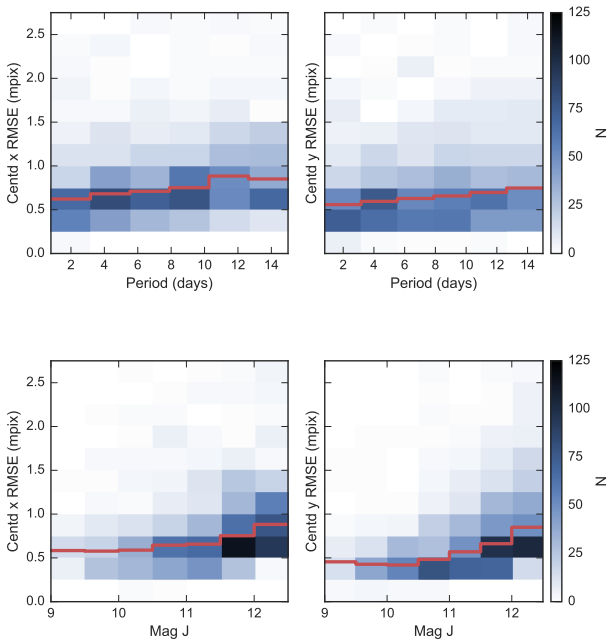 2.5
2.0
1.5
1.0
0.5
0.0
Centd x RMSE (mpix)
2 4 6 8 10 12 14
Period (days)
Centd y RMSE (mpix)
2 4 6 8 10 12 14
Period (days)
125
100
75
50
25
0
N
2.5
2.0
1.5
1.0
0.5
0.0
Centd x RMSE (mpix)
9 10 11 12
Mag J
Centd y RMSE (mpix)
9 10 11 12
Mag J
125
100
75
50
25
0
N